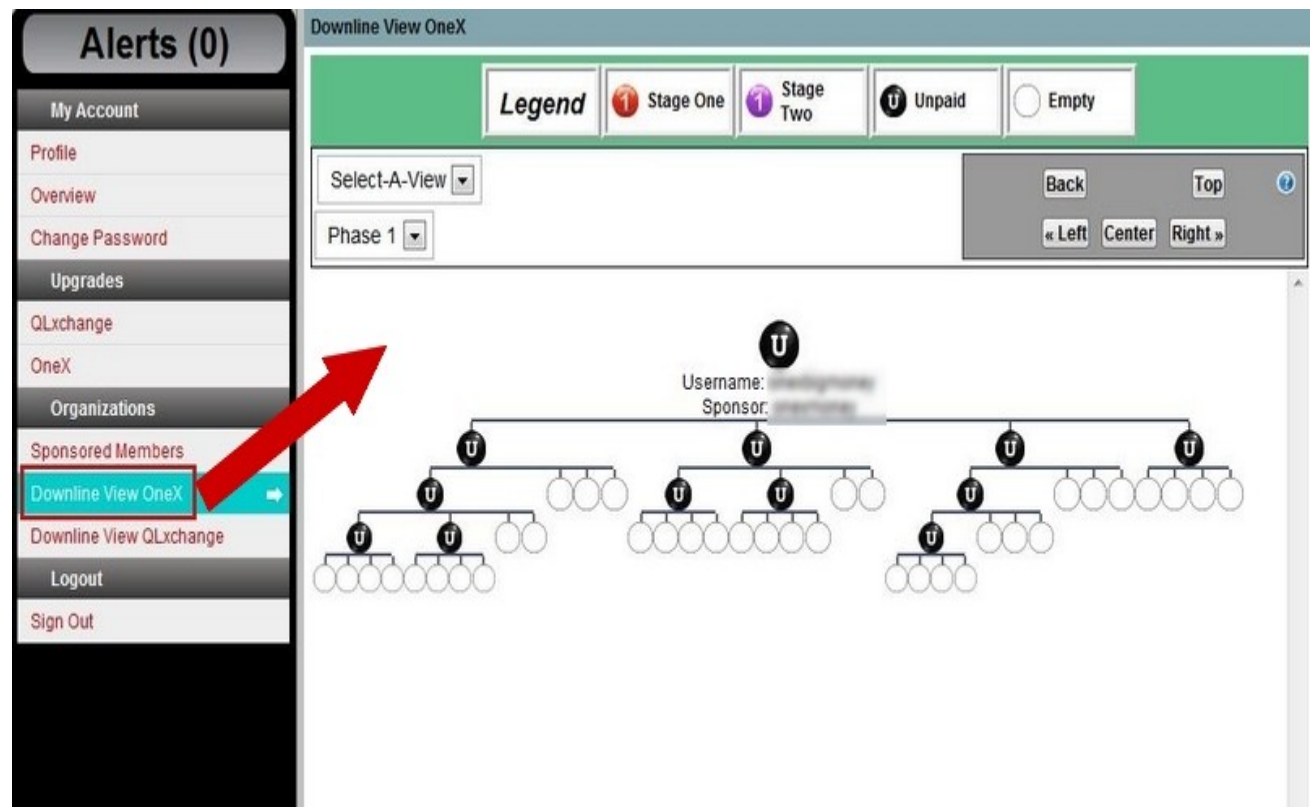 Alerts (0)
My Account
Profile
Overview
Change Password
Upgrades
QLxchange
OneX
Organizations
Sponsored Members
Downline View OneX
Downline View QLxchange
Logout
Sign Out
Downline View OneX
Legend
1 Stage One
1 Stage
Two
U Unpaid
Empty
Select-A-View
Back Top ?
Phase 1
« Left Center Right »
U
Username:
Sponsor:
U U U U
U U U U
U U U